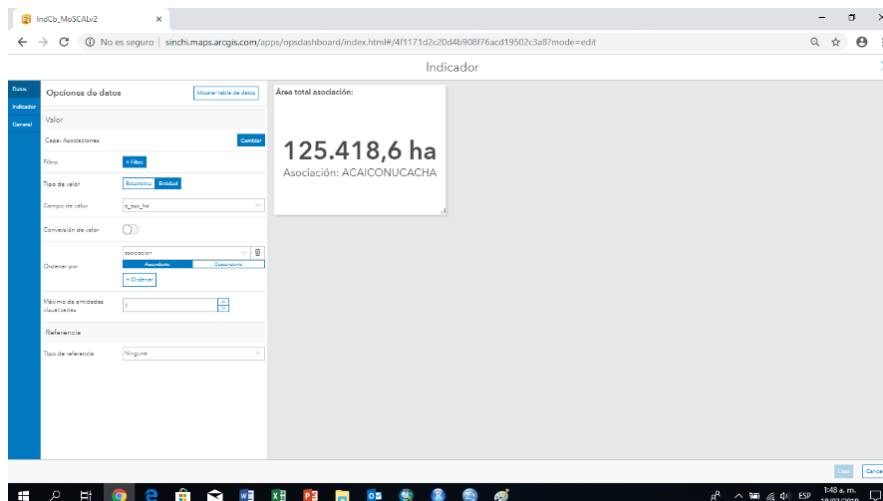 IndCb_MoSCALv2
No es seguro | sinchi.maps.arcgis.com/apps/opsdashboard/index.html#/4f1171d2c20d4b908f76acd19502c3a8?mode=edit
Indicador
Datos
Indicador
General
Opciones de datos
Mostrar tabla de datos
Valor
Capa: Asociaciones
Cambiar
Filtro
+ Filtro
Tipo de valor
Estadística Entidad
Campo de valor
Conversión de valor
Ordenar por
asociacion
Ascendente Descendente
+ Ordenar
Máximo de entidades
visualizadas
1
Referencia
Tipo de referencia
Ninguno
Área total asociación:
125.418,6 ha
Asociación: ACAICONUCACHA
Listo
Cancel
ESP
1:48 a. m.